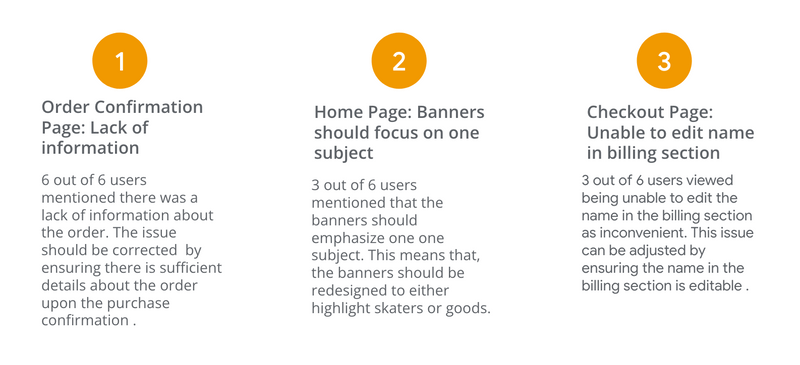 1
Order Confirmation
Page: Lack of
information
6 out of 6 users
mentioned there was a
lack of information about
the order. The issue
should be corrected  by
ensuring there is sufficient
details about the order
upon the purchase
confirmation .
2
Home Page: Banners
should focus on one
subject
3 out of 6 users
mentioned that the
banners should
emphasize one one
subject. This means that,
the banners should be
redesigned to either
highlight skaters or goods.
3
Checkout Page:
Unable to edit name
in billing section
3 out of 6 users viewed
being unable to edit the
name in the billing section
as inconvenient. This issue
can be adjusted by
ensuring the name in the
billing section is editable .